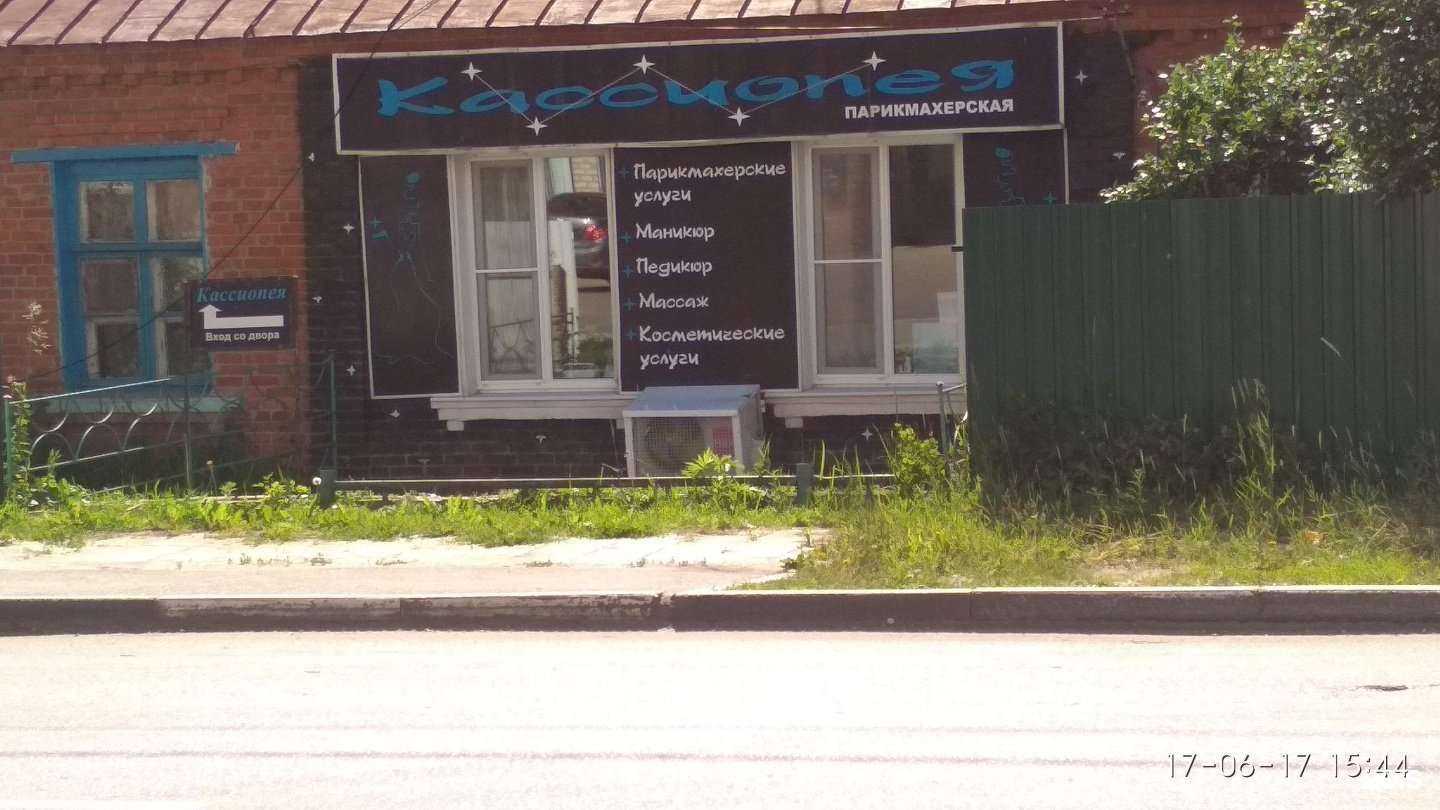 Кассиопея
ПАРИКМАХЕРСКАЯ
Парикмахерские
услуги
Маникюр
Педикюр
Массаж
Косметические
услуги
Кассиопея
Вход со двора
17-06-17 15:44